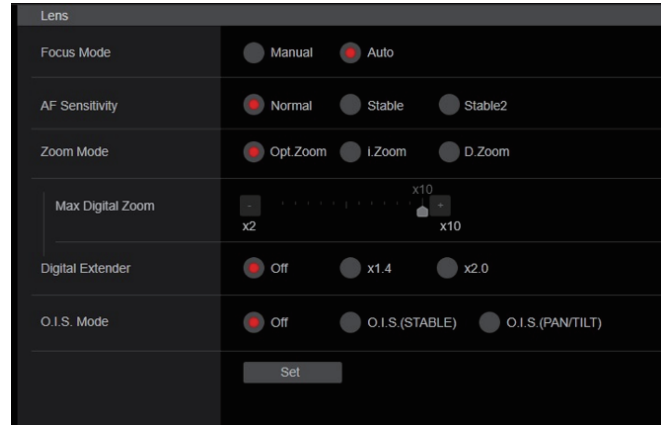 Lens
Focus Mode Manual Auto
AF Sensitivity Normal Stable Stable2
Zoom Mode Opt.Zoom i.Zoom D.Zoom
x10
Max Digital Zoom - +
x2 x10
Digital Extender Off x1.4 x2.0
O.I.S. Mode Off O.I.S.(STABLE) O.I.S.(PAN/TILT)
Set